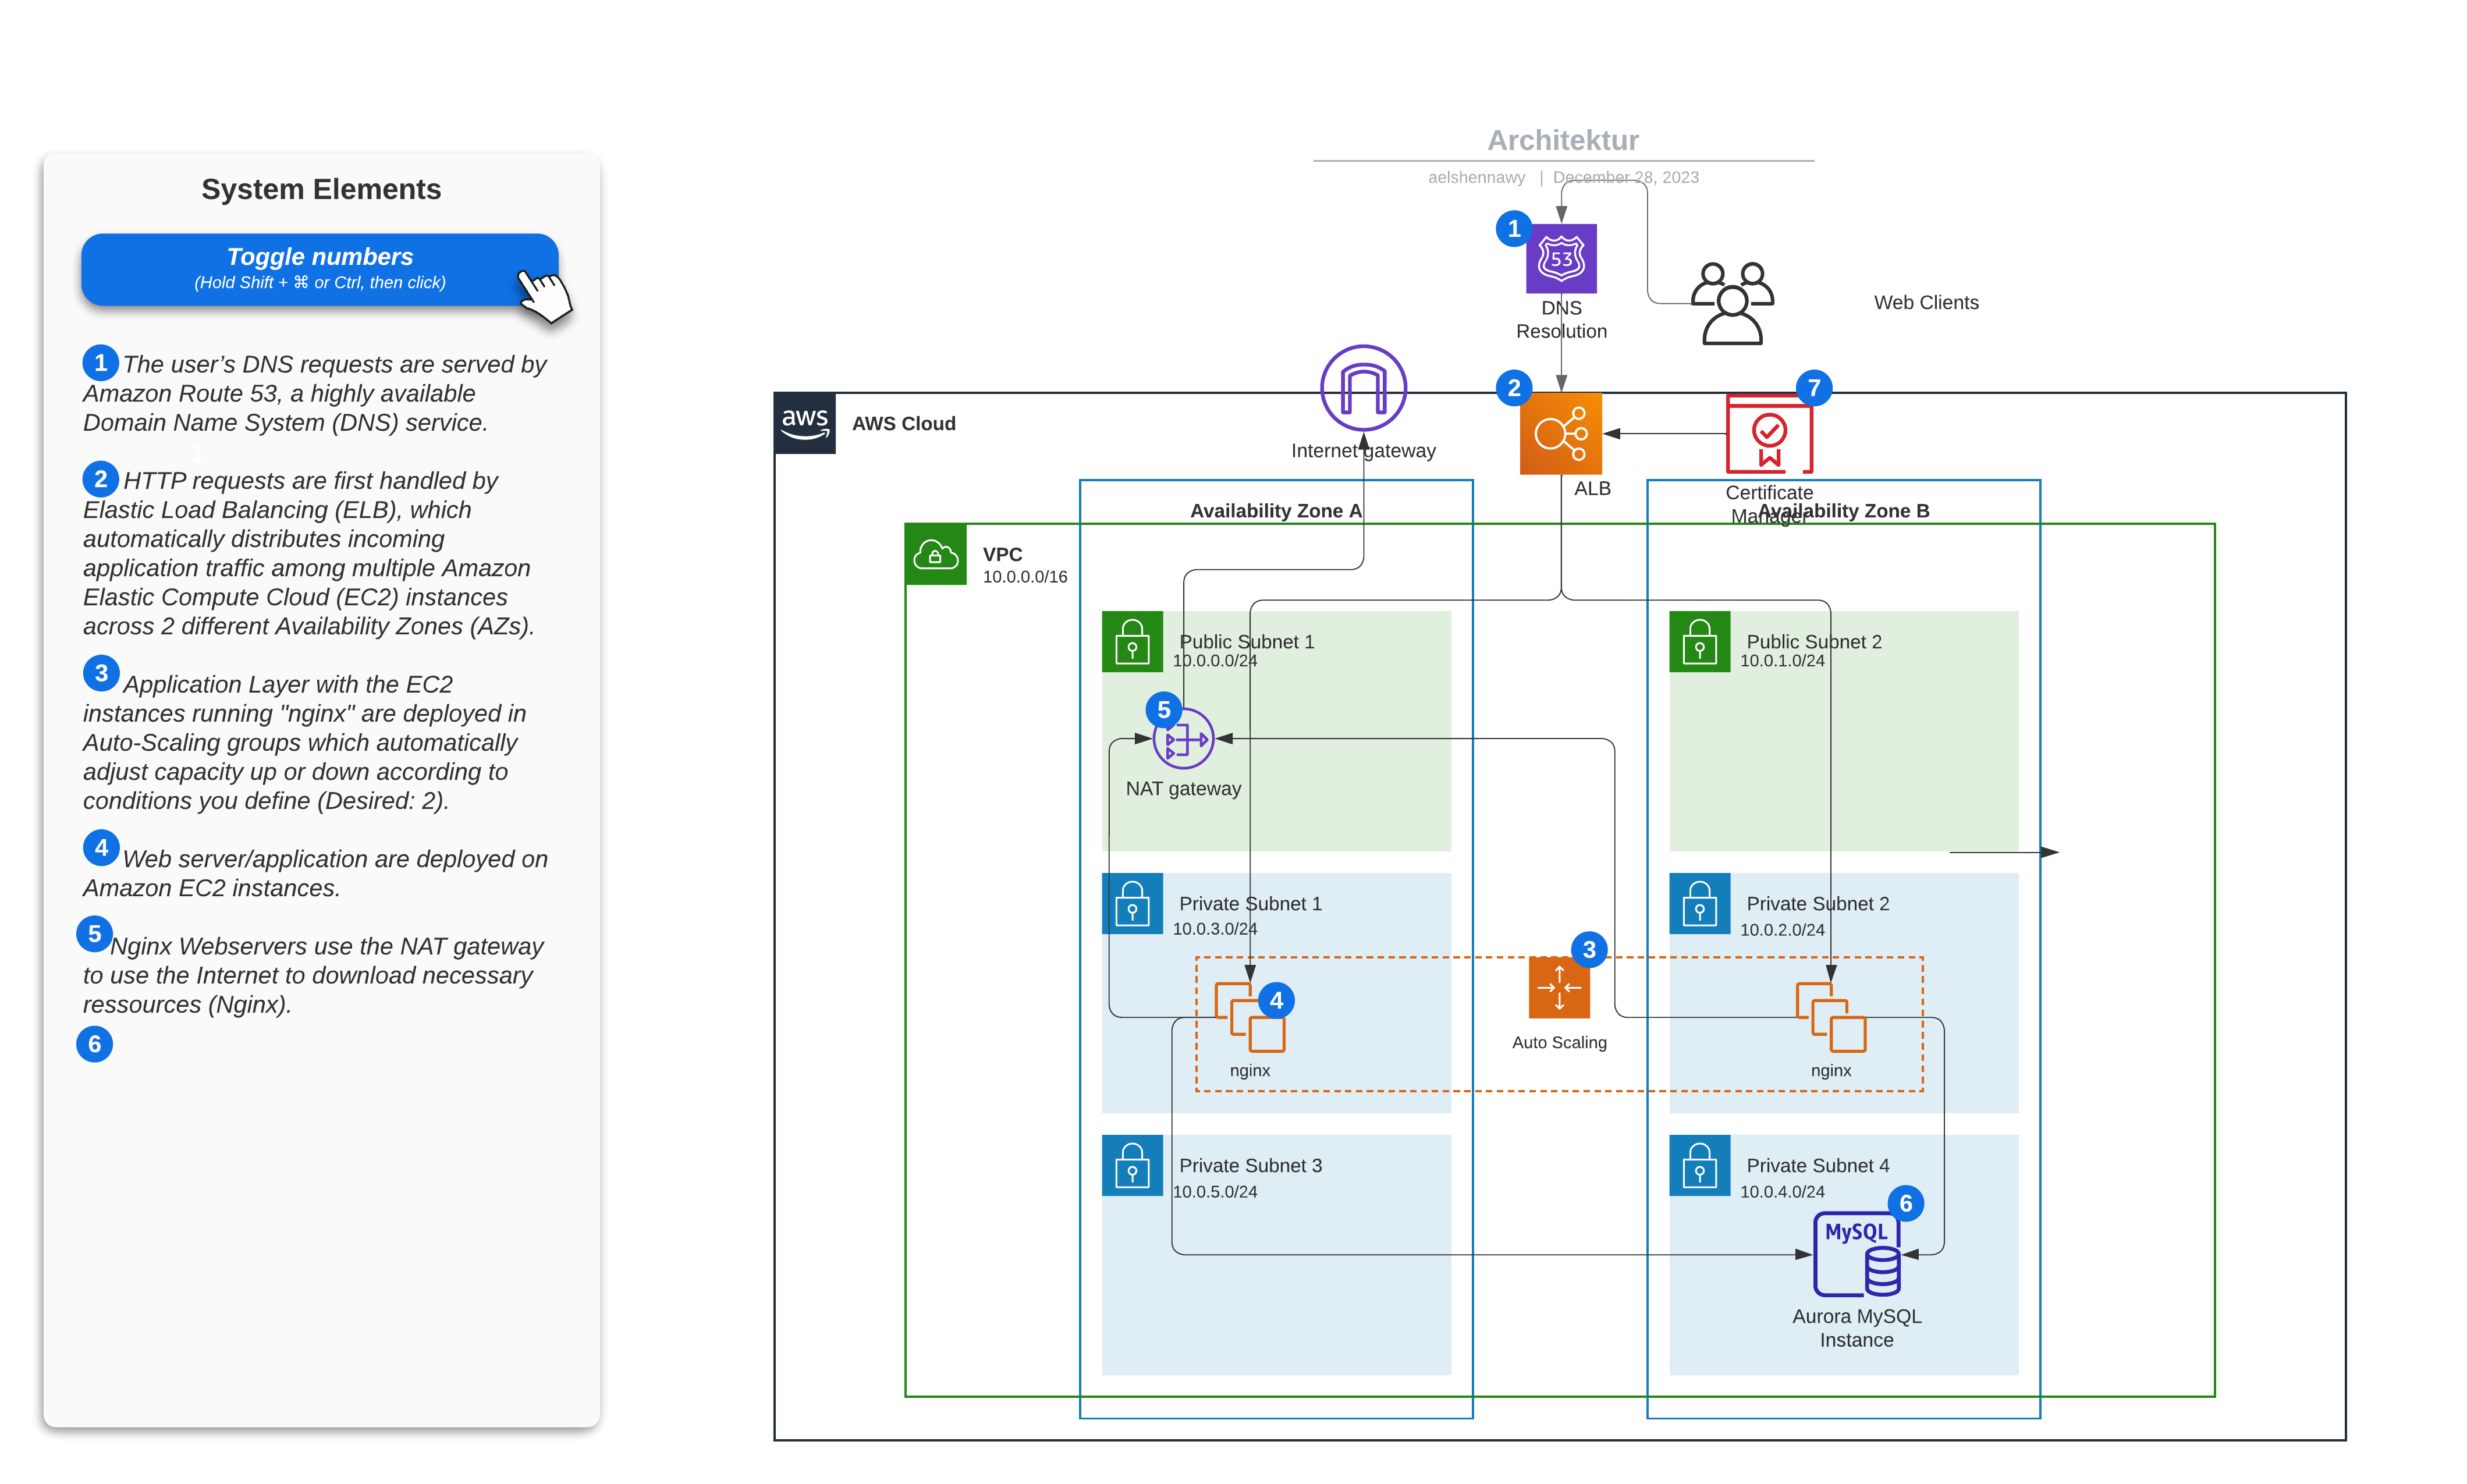 Architektur
aelshennawy | December 28, 2023
System Elements
Toggle numbers
(Hold Shift + ⌘ or Ctrl, then click)
1 The user’s DNS requests are served by
Amazon Route 53, a highly available
Domain Name System (DNS) service.
1
2 HTTP requests are first handled by
Elastic Load Balancing (ELB), which
automatically distributes incoming
application traffic among multiple Amazon
Elastic Compute Cloud (EC2) instances
across 2 different Availability Zones (AZs).
3 Application Layer with the EC2
instances running "nginx" are deployed in
Auto-Scaling groups which automatically
adjust capacity up or down according to
conditions you define (Desired: 2).
4 Web server/application are deployed on
Amazon EC2 instances.
5 Nginx Webservers use the NAT gateway
to use the Internet to download necessary
ressources (Nginx).
6
1
53
DNS
Resolution
Web Clients
aws
AWS Cloud
Internet gateway
2
ALB
7
Certificate
Manager
Availability Zone A
Availability Zone B
VPC
10.0.0.0/16
Public Subnet 1
10.0.0.0/24
Public Subnet 2
10.0.1.0/24
5
NAT gateway
Private Subnet 1
10.0.3.0/24
Private Subnet 2
10.0.2.0/24
3
Auto Scaling
4
nginx
nginx
Private Subnet 3
10.0.5.0/24
Private Subnet 4
10.0.4.0/24
6
MySQL
Aurora MySQL
Instance